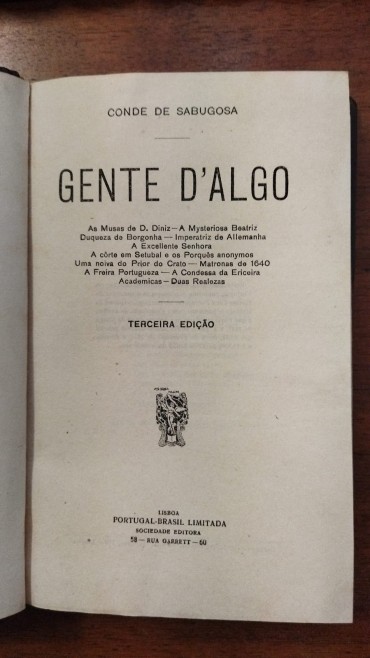 CONDE DE SABUGOSA
GENTE D'ALGO
As Musas de D. Diniz — A Mysteriosa Beatriz
Duqueza de Borgonha — Imperatriz de Allemanha
A Excellente Senhora
A côrte em Setubal e os Porquês anonymos
Uma noiva do Prior do Crato — Matronas de 1640
A Freira Portugueza — A Condessa da Ericeira
Academicas — Duas Realezas
TERCEIRA EDIÇÃO
LISBOA
PORTUGAL-BRASIL LIMITADA
SOCIEDADE EDITORA
58 — RUA GARRETT — 60